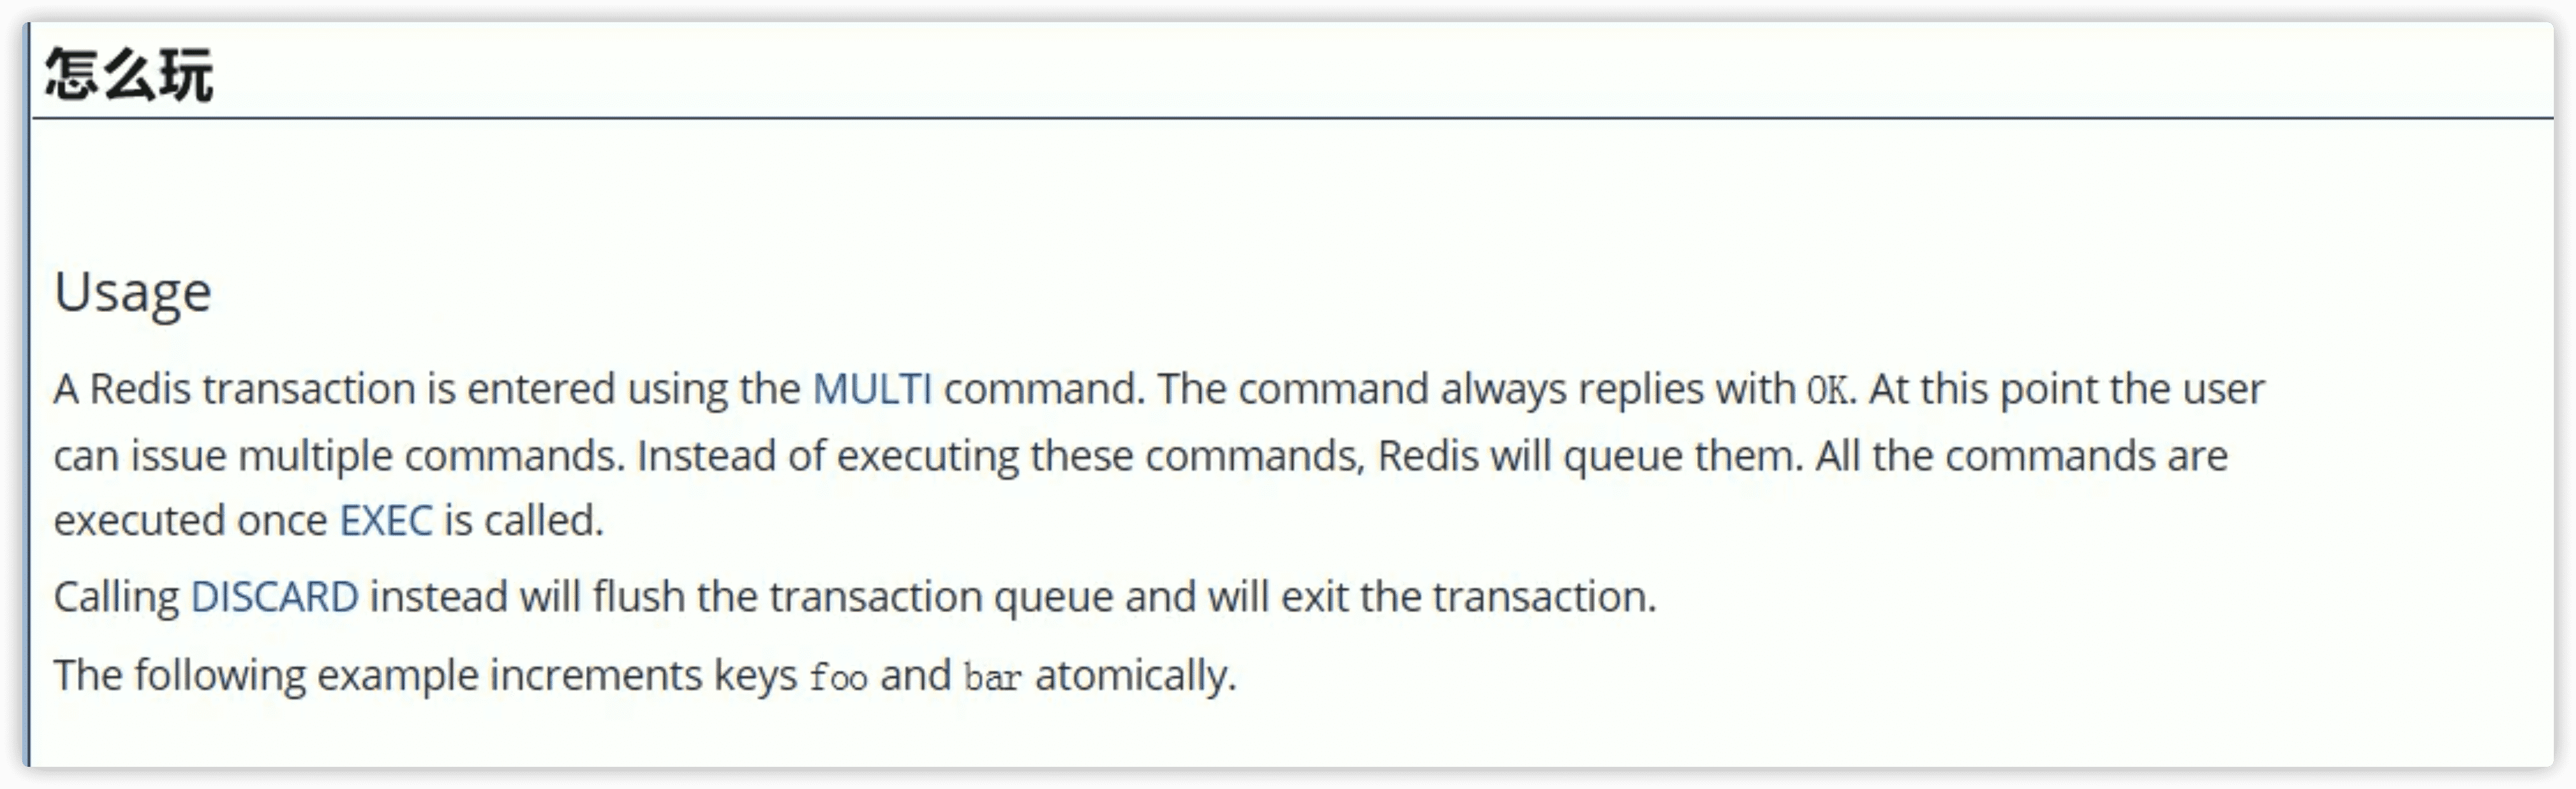 怎么玩
Usage
A Redis transaction is entered using the MULTI command. The command always replies with OK. At this point the user
can issue multiple commands. Instead of executing these commands, Redis will queue them. All the commands are
executed once EXEC is called.
Calling DISCARD instead will flush the transaction queue and will exit the transaction.
The following example increments keys foo and bar atomically.